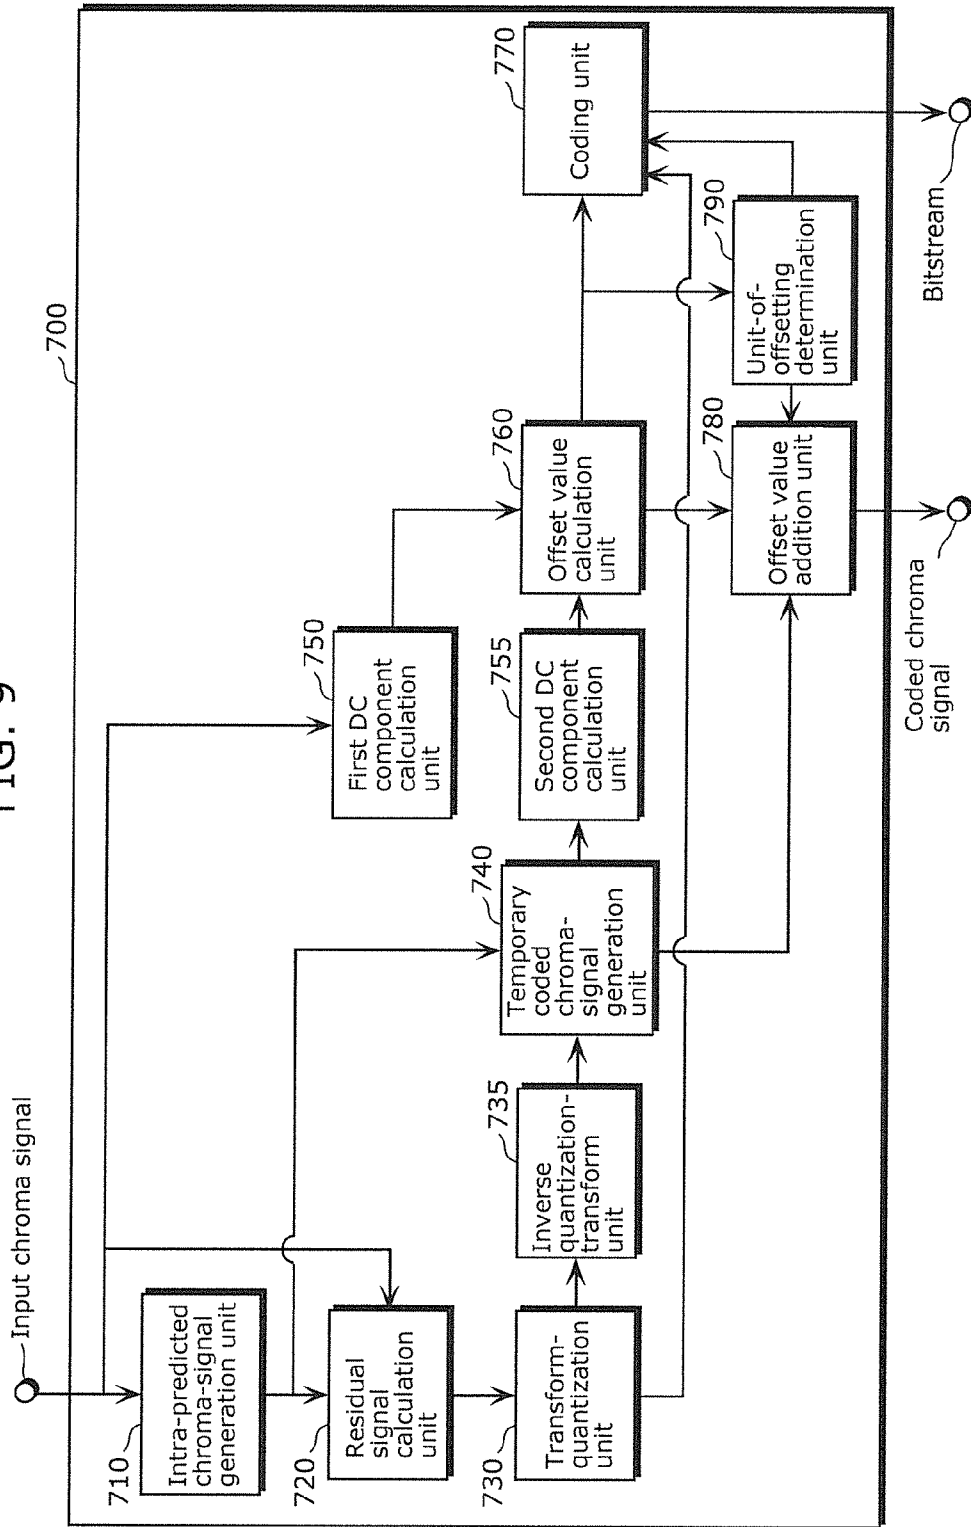 FIG. 9
700
Input chroma signal
710
Intra-predicted
chroma-signal
generation unit
720
Residual
signal
calculation
unit
730
Transform-
quantization
unit
735
Inverse
quantization-
transform
unit
740
Temporary
coded
chroma-
signal
generation
unit
750
First DC
component
calculation
unit
755
Second DC
component
calculation
unit
760
Offset value
calculation
unit
770
Coding unit
780
Offset value
addition unit
790
Unit-of-
offsetting
determination
unit
Coded chroma
signal
Bitstream